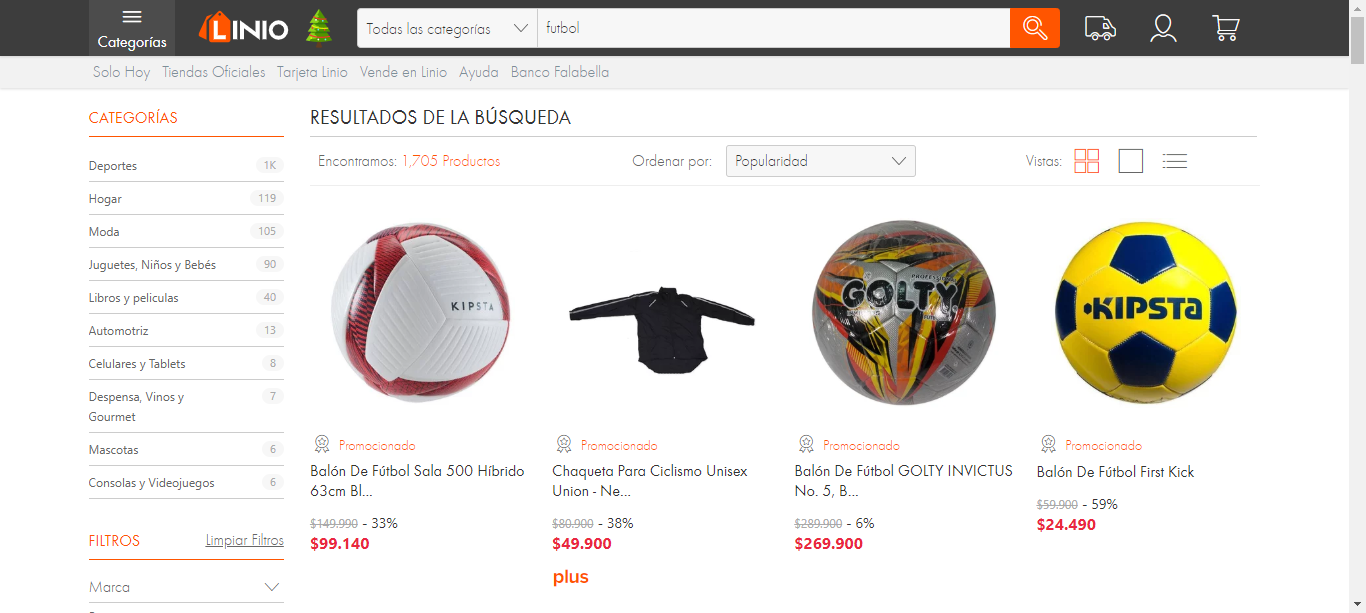 Categorías
LINIO
Todas las categorías
futbol
Solo Hoy
Tiendas Oficiales
Tarjeta Linio
Vende en Linio
Ayuda
Banco Falabella
CATEGORÍAS
Deportes 1K
Hogar 119
Moda 105
Juguetes, Niños y Bebés 90
Libros y peliculas 40
Automotriz 13
Celulares y Tablets 8
Despensa, Vinos y
Gourmet 7
Mascotas 6
Consolas y Videojuegos 6
FILTROS
Limpiar Filtros
Marca
RESULTADOS DE LA BÚSQUEDA
Encontramos: 1,705 Productos
Ordenar por:
Popularidad
Vistas:
KIPSTA
Promocionado
Balón De Fútbol Sala 500 Híbrido
63cm Bl...
$149.990 - 33%
$99.140
Promocionado
Chaqueta Para Ciclismo Unisex
Union - Ne...
$80.900 - 38%
$49.900
plus
PROFESSIONAL
GOLTY
Promocionado
Balón De Fútbol GOLTY INVICTUS
No. 5, B...
$289.900 - 6%
$269.900
KIPSTA
Promocionado
Balón De Fútbol First Kick
$59.900 - 59%
$24.490